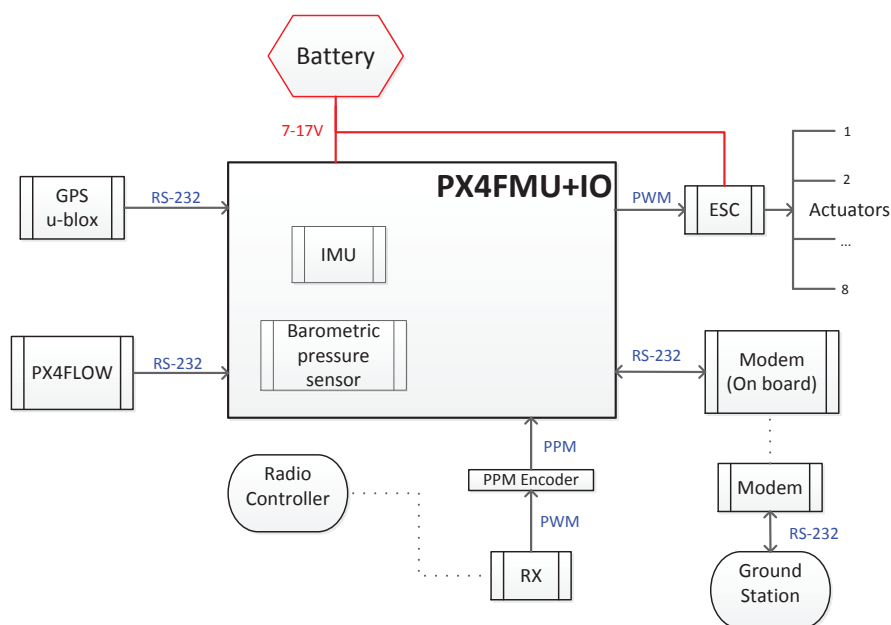 Battery
7-17V
PX4FMU+IO
GPS
u-blox
RS-232
IMU
PWM
ESC
1
2
Actuators
...
8
Barometric
pressure
sensor
PX4FLOW
RS-232
RS-232
Modem
(On board)
PPM
Radio
Controller
PPM Encoder
PWM
RX
Modem
RS-232
Ground
Station